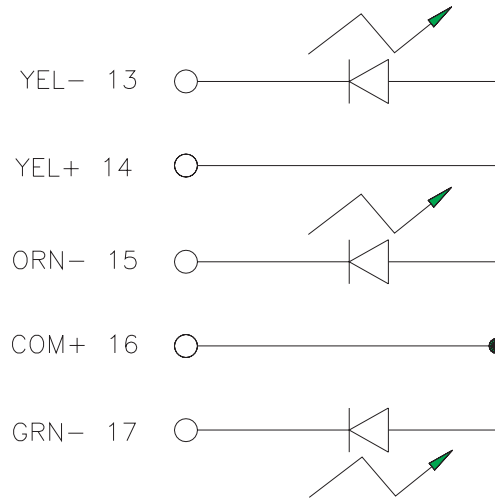 YEL- 13
YEL+ 14
ORN- 15
COM+ 16
GRN- 17